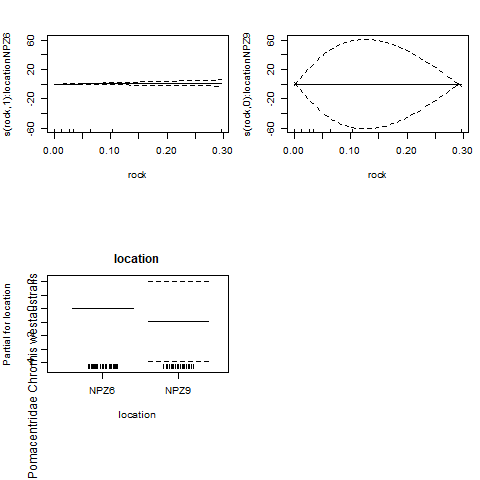 s(rock,1):locationNPZ6
60
20
-20
-60
0.00
0.10
0.20
0.30
rock
s(rock,0):locationNPZ9
60
20
-20
-60
0.00
0.10
0.20
0.30
rock
location
Partial for location
NPZ6
NPZ9
location
Pomacentridae Chromis westaustralis